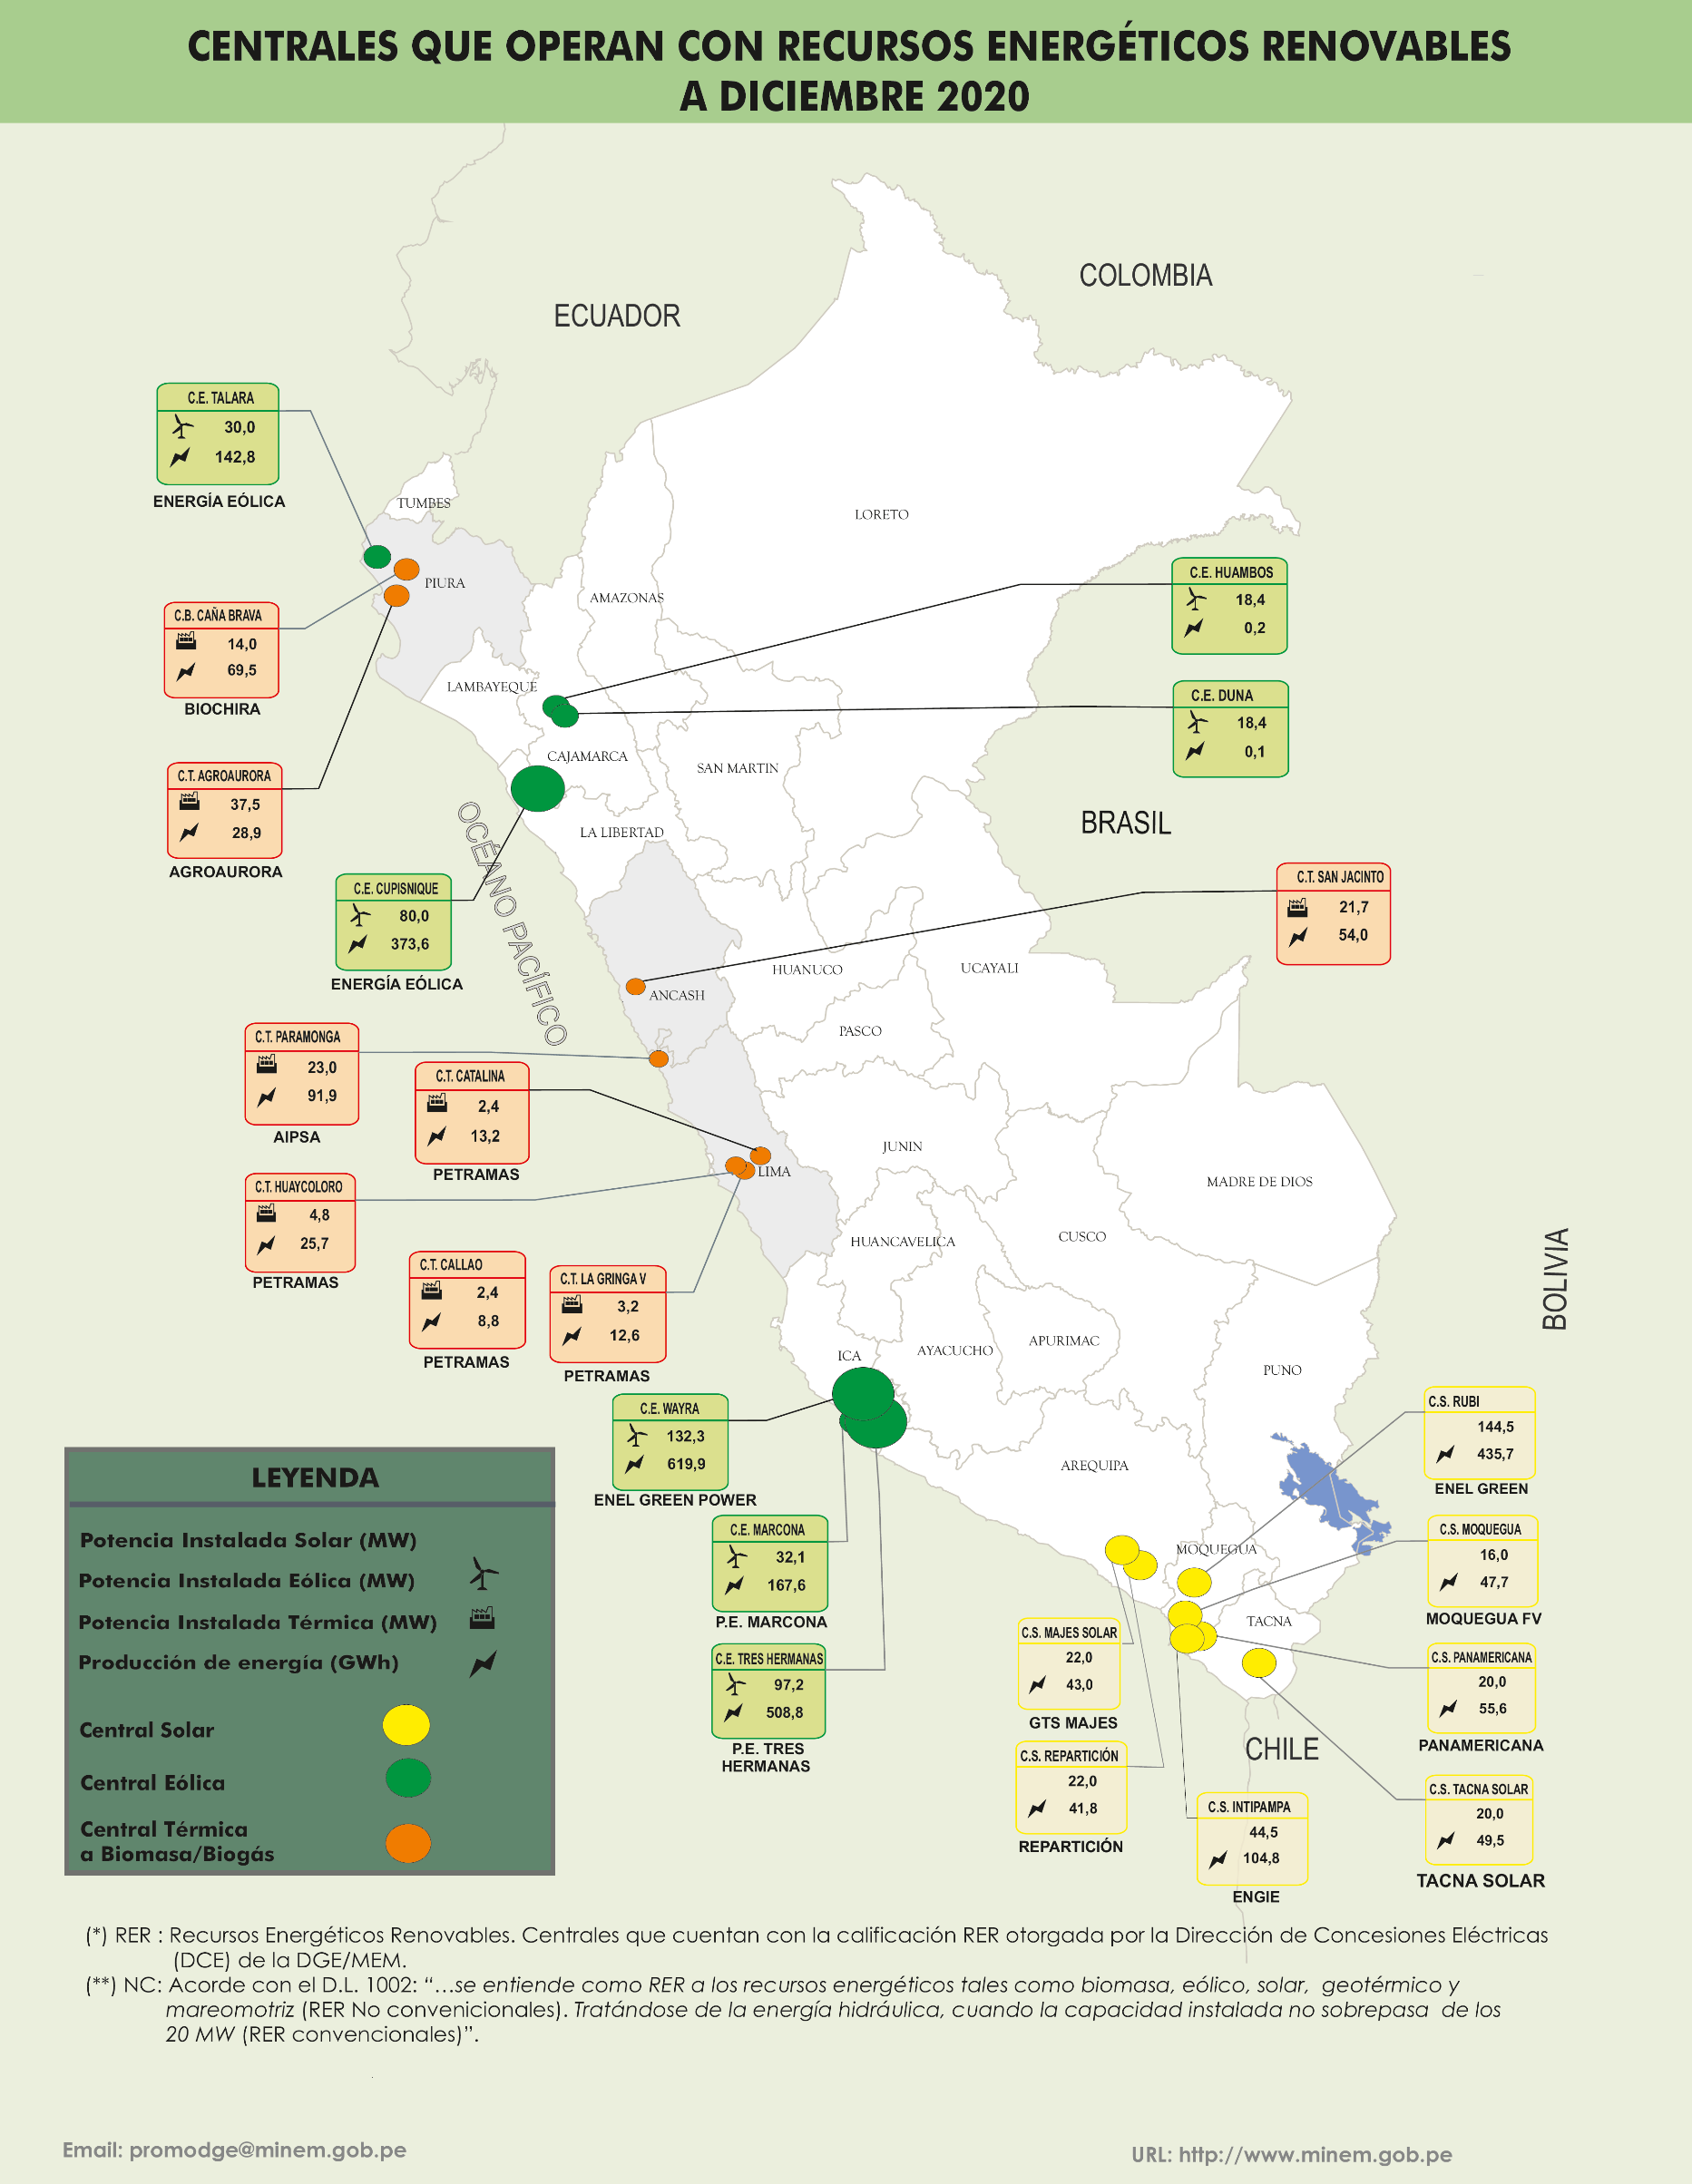 CENTRALES QUE OPERAN CON RECURSOS ENERGÉTICOS RENOVABLES
A DICIEMBRE 2020
COLOMBIA
ECUADOR
C.E. TALARA
30,0
142,8
ENERGÍA EÓLICA
TUMBES
LORETO
PIURA
AMAZONAS
C.E. HUAMBOS
18,4
0,2
C.B. CAÑA BRAVA
14,0
69,5
BIOCHIRA
LAMBAYEQUE
C.E. DUNA
18,4
0,1
CAJAMARCA
SAN MARTIN
C.T. AGROAURORA
37,5
28,9
AGROAURORA
LA LIBERTAD
BRASIL
OCÉANO PACÍFICO
C.E. CUPISNIQUE
80,0
373,6
ENERGÍA EÓLICA
C.T. SAN JACINTO
21,7
54,0
HUANUCO
UCAYALI
ANCASH
PASCO
C.T. PARAMONGA
23,0
91,9
AIPSA
C.T. CATALINA
2,4
13,2
PETRAMAS
JUNIN
LIMA
MADRE DE DIOS
C.T. HUAYCOLORO
4,8
25,7
PETRAMAS
HUANCAVELICA
CUSCO
BOLIVIA
C.T. CALLAO
2,4
8,8
PETRAMAS
C.T. LA GRINGA V
3,2
12,6
PETRAMAS
ICA
AYACUCHO
APURIMAC
PUNO
C.E. WAYRA
132,3
619,9
ENEL GREEN POWER
C.S. RUBI
144,5
435,7
ENEL GREEN
AREQUIPA
C.E. MARCONA
32,1
167,6
P.E. MARCONA
MOQUEGUA
C.S. MOQUEGUA
16,0
47,7
MOQUEGUA FV
TACNA
C.E. TRES HERMANAS
97,2
508,8
P.E. TRES
HERMANAS
C.S. MAJES SOLAR
22,0
43,0
GTS MAJES
C.S. PANAMERICANA
20,0
55,6
PANAMERICANA
CHILE
C.S. REPARTICIÓN
22,0
41,8
REPARTICIÓN
C.S. INTIPAMPA
44,5
104,8
ENGIE
C.S. TACNA SOLAR
20,0
49,5
TACNA SOLAR
LEYENDA
Potencia Instalada Solar (MW)
Potencia Instalada Eólica (MW)
Potencia Instalada Térmica (MW)
Producción de energía (GWh)
Central Solar
Central Eólica
Central Térmica
a Biomasa/Biogás
(*) RER : Recursos Energéticos Renovables. Centrales que cuentan con la calificación RER otorgada por la Dirección de Concesiones Eléctricas
(DCE) de la DGE/MEM.
(**) NC: Acorde con el D.L. 1002: “...se entiende como RER a los recursos energéticos tales como biomasa, eólico, solar, geotérmico y
mareomotriz (RER No convenicionales). Tratándose de la energía hidráulica, cuando la capacidad instalada no sobrepasa de los
20 MW (RER convencionales)”.
Email: promodge@minem.gob.pe
URL: http://www.minem.gob.pe